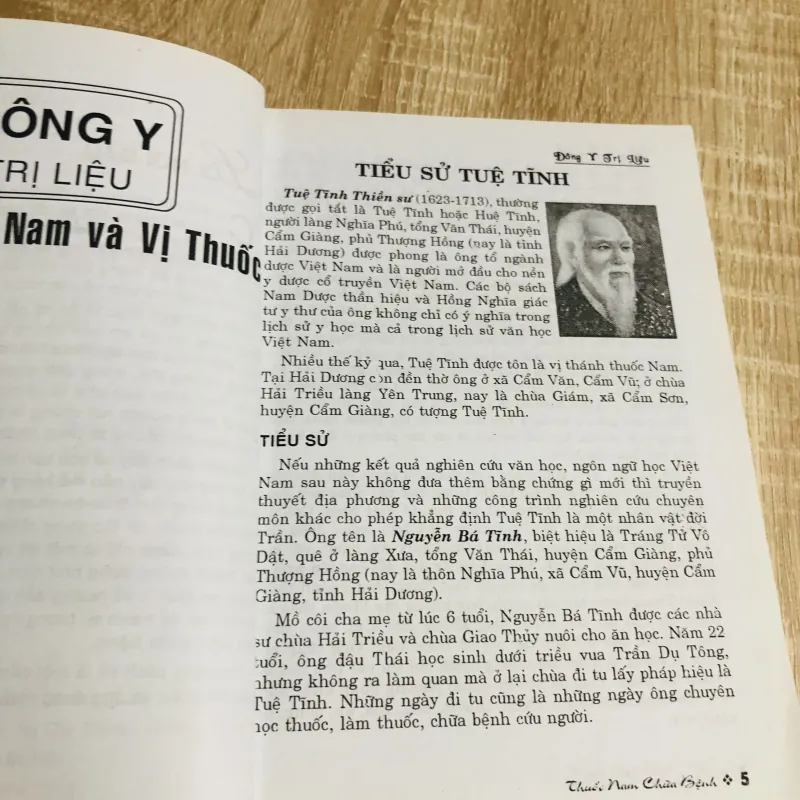 ÔNG Y
TRỊ LIỆU
Nam và Vị Thuốc
Đông Y Trị Liệu
TIỂU SỬ TUỆ TĨNH
Tuệ Tĩnh Thiền sư (1623-1713), thường
được gọi tắt là Tuệ Tĩnh hoặc Huệ Tĩnh,
người làng Nghĩa Phú, tổng Văn Thái, huyện
Cẩm Giàng, phủ Thượng Hồng (nay là tỉnh
Hải Dương) được phong là ông tổ ngành
dược Việt Nam và là người mở đầu cho nền
y dược cổ truyền Việt Nam. Các bộ sách
Nam Dược thần hiệu và Hồng Nghĩa giác
tư y thư của ông không chỉ có ý nghĩa trong
lịch sử y học mà cả trong lịch sử văn học
Việt Nam.
Nhiều thế kỷ qua, Tuệ Tĩnh được tôn là vị thánh thuốc Nam.
Tại Hải Dương còn đền thờ ông ở xã Cẩm Văn, Cẩm Vũ; ở chùa
Hải Triều làng Yên Trung, nay là chùa Giám, xã Cẩm Sơn,
huyện Cẩm Giàng, có tượng Tuệ Tĩnh.
TIỂU SỬ
Nếu những kết quả nghiên cứu văn học, ngôn ngữ học Việt
Nam sau này không đưa thêm bằng chứng gì mới thì truyền
thuyết địa phương và những công trình nghiên cứu chuyên
môn khác cho phép khẳng định Tuệ Tĩnh là một nhân vật đời
Trần. Ông tên là Nguyễn Bá Tĩnh, biệt hiệu là Tráng Tử Vô
Dật, quê ở làng Xưa, tổng Văn Thái, huyện Cẩm Giàng, phủ
Thượng Hồng (nay là thôn Nghĩa Phú, xã Cẩm Vũ, huyện Cẩm
Giàng, tỉnh Hải Dương).
Mồ côi cha mẹ từ lúc 6 tuổi, Nguyễn Bá Tĩnh được các nhà
sư chùa Hải Triều và chùa Giao Thủy nuôi cho ăn học. Năm 22
tuổi, ông đậu Thái học sinh dưới triều vua Trần Dụ Tông,
nhưng không ra làm quan mà ở lại chùa đi tu lấy pháp hiệu là
Tuệ Tĩnh. Những ngày đi tu cũng là những ngày ông chuyên
học thuốc, làm thuốc, chữa bệnh cứu người.
Thuốc Nam Chữa Bệnh ❖ 5